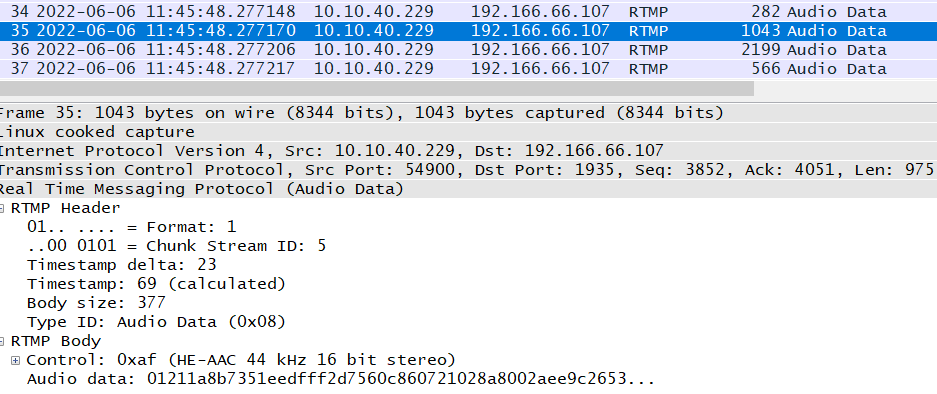 34 2022-06-06 11:45:48.277148 10.10.40.229 192.166.66.107 RTMP 282 Audio Data
35 2022-06-06 11:45:48.277170 10.10.40.229 192.166.66.107 RTMP 1043 Audio Data
36 2022-06-06 11:45:48.277206 10.10.40.229 192.166.66.107 RTMP 2199 Audio Data
37 2022-06-06 11:45:48.277217 10.10.40.229 192.166.66.107 RTMP 566 Audio Data
Frame 35: 1043 bytes on wire (8344 bits), 1043 bytes captured (8344 bits)
Linux cooked capture
Internet Protocol Version 4, Src: 10.10.40.229, Dst: 192.166.66.107
Transmission Control Protocol, Src Port: 54900, Dst Port: 1935, Seq: 3852, Ack: 4051, Len: 975
Real Time Messaging Protocol (Audio Data)
RTMP Header
01.. .... = Format: 1
..00 0101 = Chunk Stream ID: 5
Timestamp delta: 23
Timestamp: 69 (calculated)
Body size: 377
Type ID: Audio Data (0x08)
RTMP Body
Control: 0xaf (HE-AAC 44 kHz 16 bit stereo)
Audio data: 01211a8b7351eedfff2d7560c860721028a8002aee9c2653...